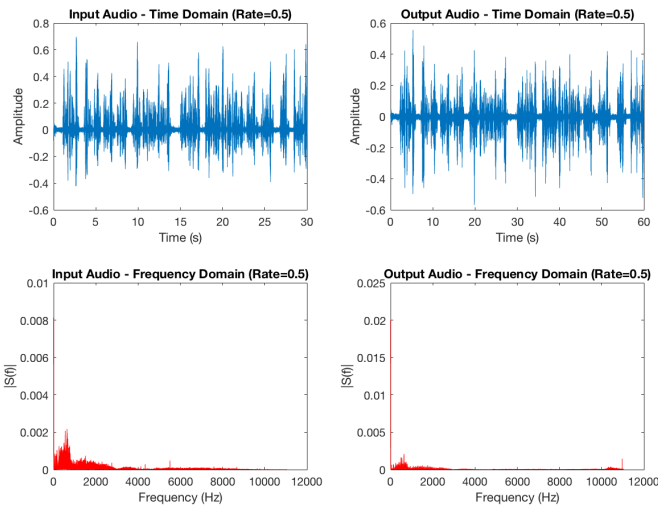 Input Audio - Time Domain (Rate=0.5)
0.8
0.6
0.4
0.2
0
-0.2
-0.4
-0.6
Amplitude
0 5 10 15 20 25 30
Time (s)
Output Audio - Time Domain (Rate=0.5)
0.6
0.4
0.2
0
-0.2
-0.4
-0.6
Amplitude
0 10 20 30 40 50 60
Time (s)
Input Audio - Frequency Domain (Rate=0.5)
0.01
0.008
0.006
0.004
0.002
0
|S(f)|
0 2000 4000 6000 8000 10000 12000
Frequency (Hz)
Output Audio - Frequency Domain (Rate=0.5)
0.025
0.02
0.015
0.01
0.005
0
|S(f)|
0 2000 4000 6000 8000 10000 12000
Frequency (Hz)